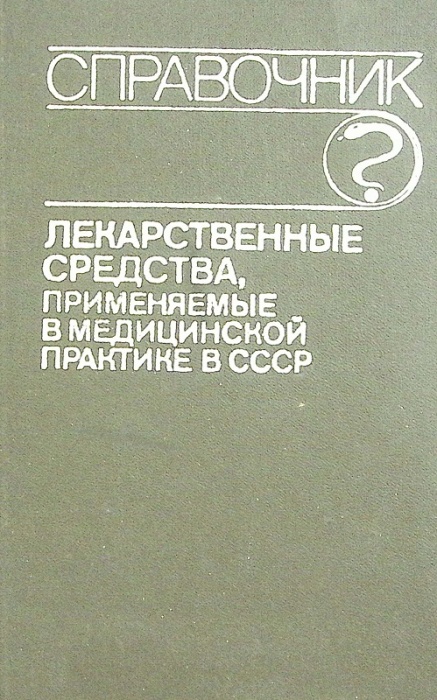 СПРАВОЧНИК
ЛЕКАРСТВЕННЫЕ
СРЕДСТВА,
ПРИМЕНЯЕМЫЕ
В МЕДИЦИНСКОЙ
ПРАКТИКЕ В СССР